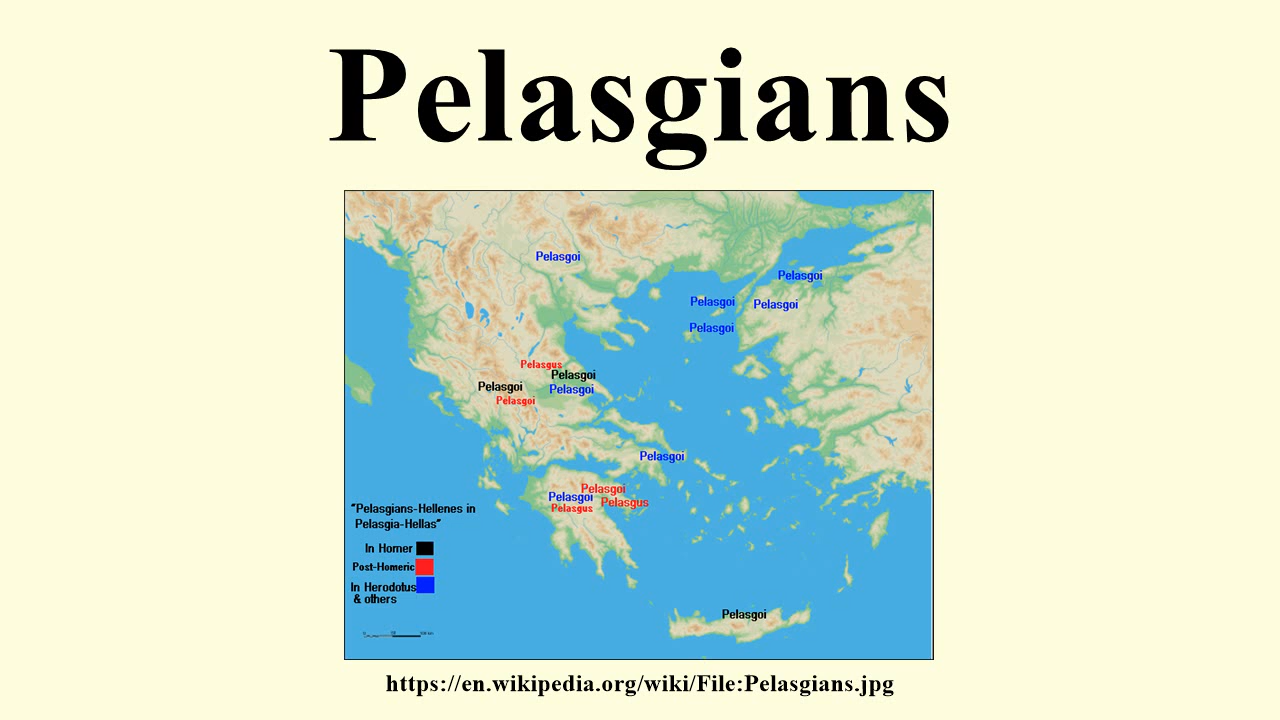 Pelasgians
Pelasgoi
Pelasgoi
Pelasgoi
Pelasgoi
Pelasgoi
Pelasgus
Pelasgoi
Pelasgoi
Pelasgoi
Pelasgoi
Pelasgoi
Pelasgoi
Pelasgoi
Pelasgus
Pelasgus
"Pelasgians-Hellenes in
Pelasgia-Hellas"
In Homer
Post-Homeric
In Herodotus
& others
Pelasgoi
https://en.wikipedia.org/wiki/File:Pelasgians.jpg